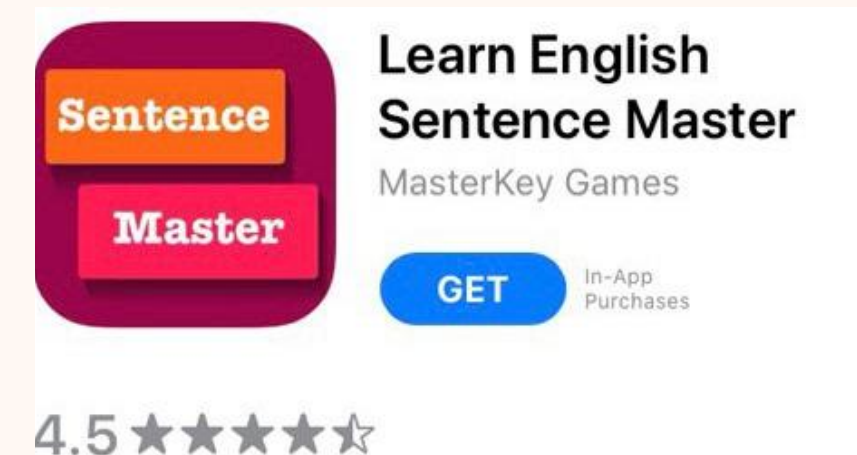 Sentence
Master
Learn English
Sentence Master
MasterKey Games
GET
In-App
Purchases
4.5